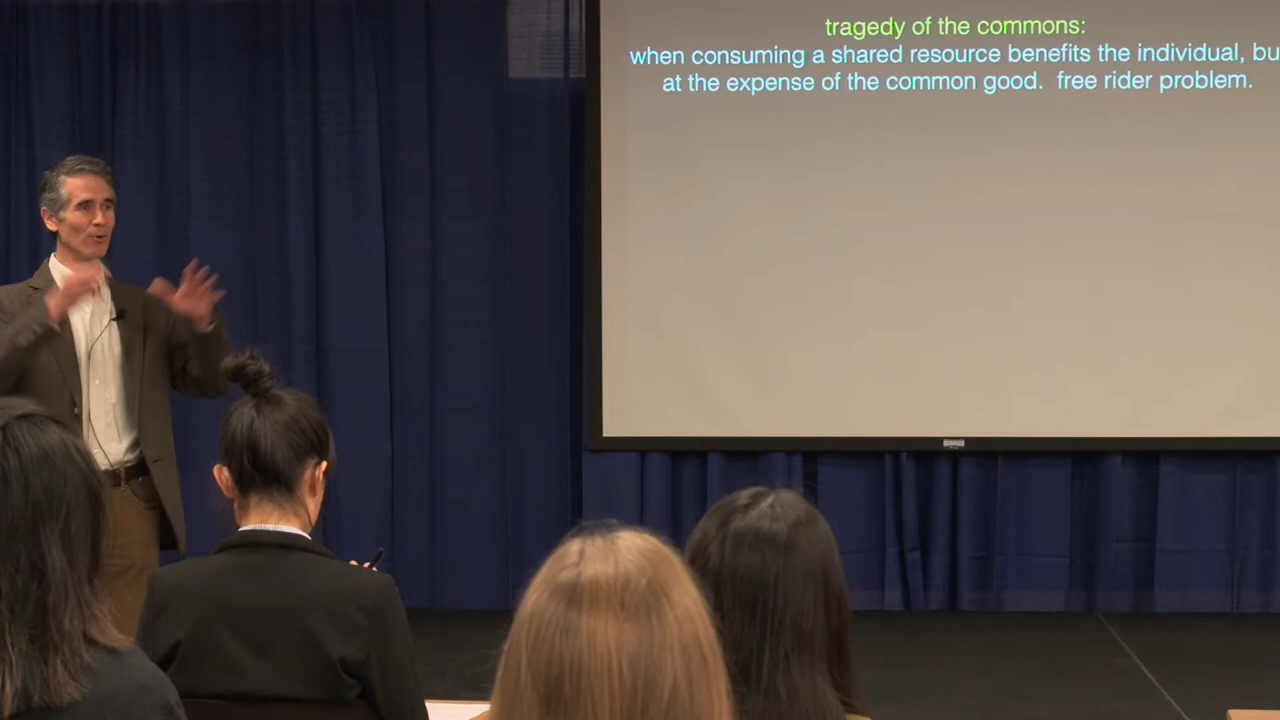 tragedy of the commons:
when consuming a shared resource benefits the individual, bu
at the expense of the common good.  free rider problem.